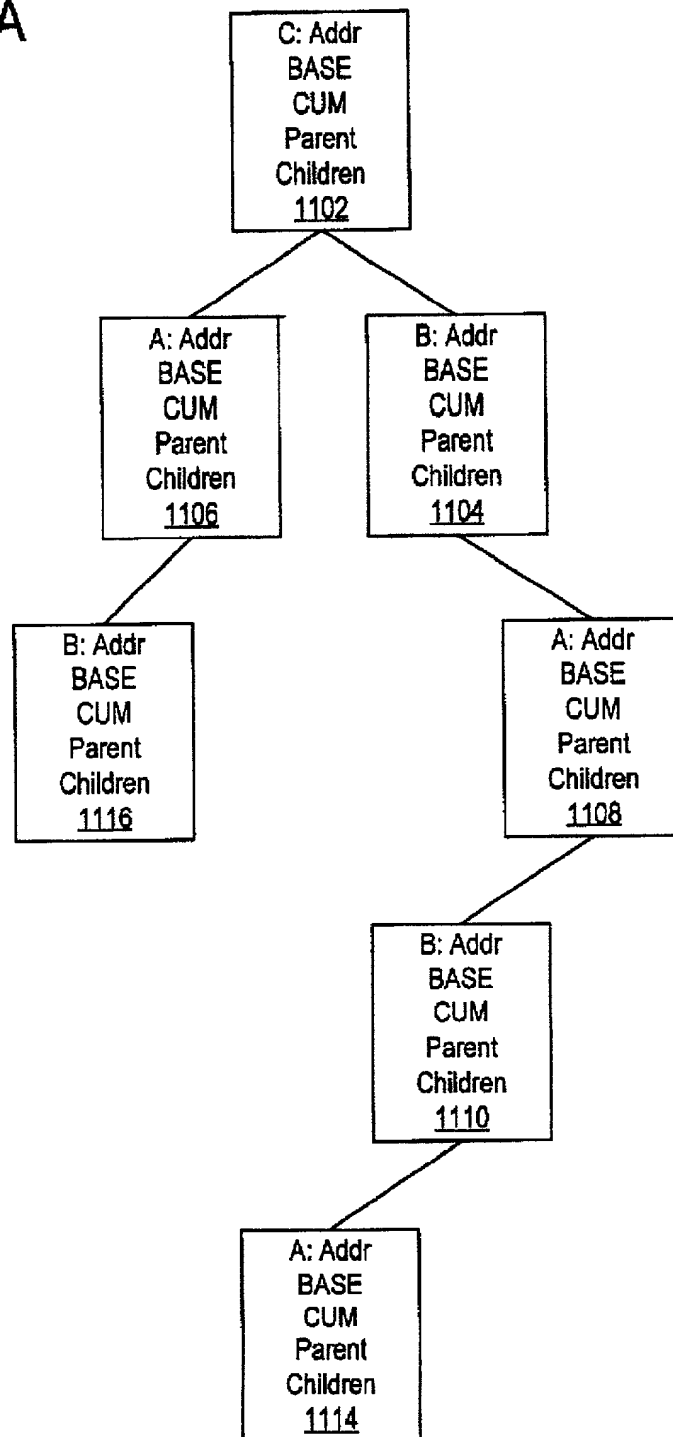 A
C: Addr
BASE
CUM
Parent
Children
1102
A: Addr
BASE
CUM
Parent
Children
1106
B: Addr
BASE
CUM
Parent
Children
1104
B: Addr
BASE
CUM
Parent
Children
1116
A: Addr
BASE
CUM
Parent
Children
1108
B: Addr
BASE
CUM
Parent
Children
1110
A: Addr
BASE
CUM
Parent
Children
1114